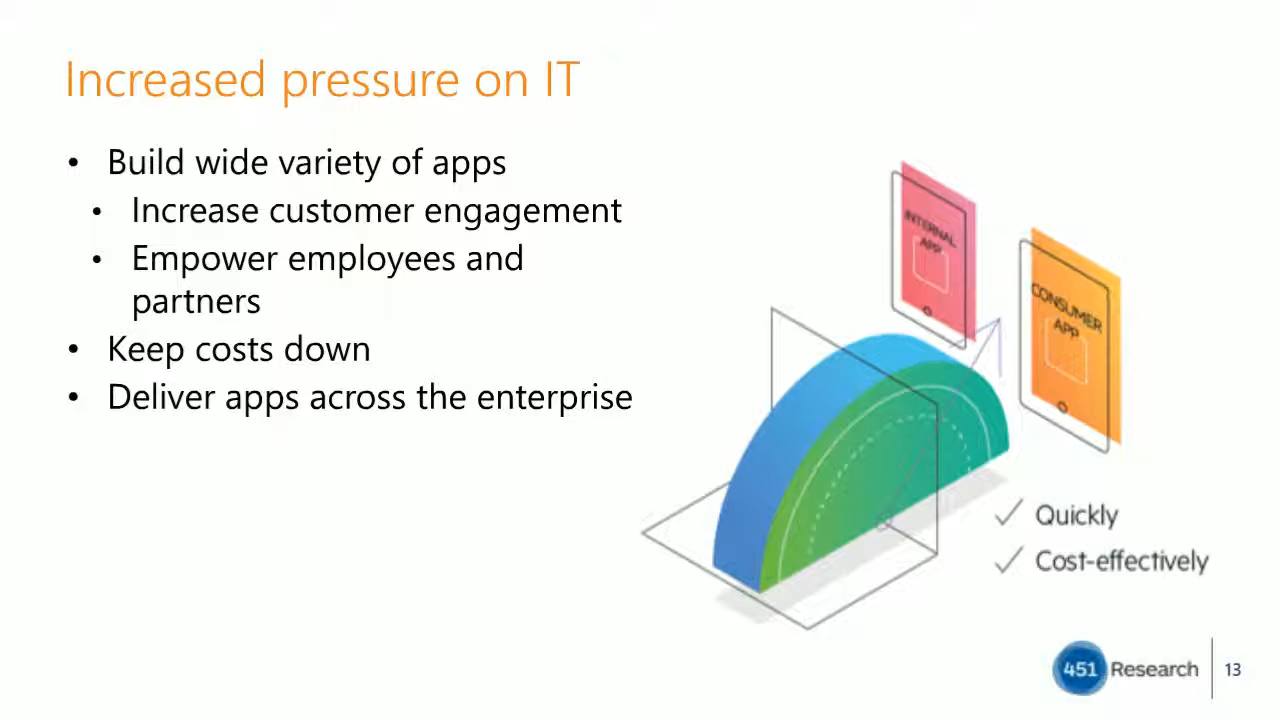 Increased pressure on IT
• Build wide variety of apps
• Increase customer engagement
• Empower employees and
partners
• Keep costs down
• Deliver apps across the enterprise
INTERNAL
APP
CONSUMER
APP
Quickly
Cost-effectively
451 Research
13